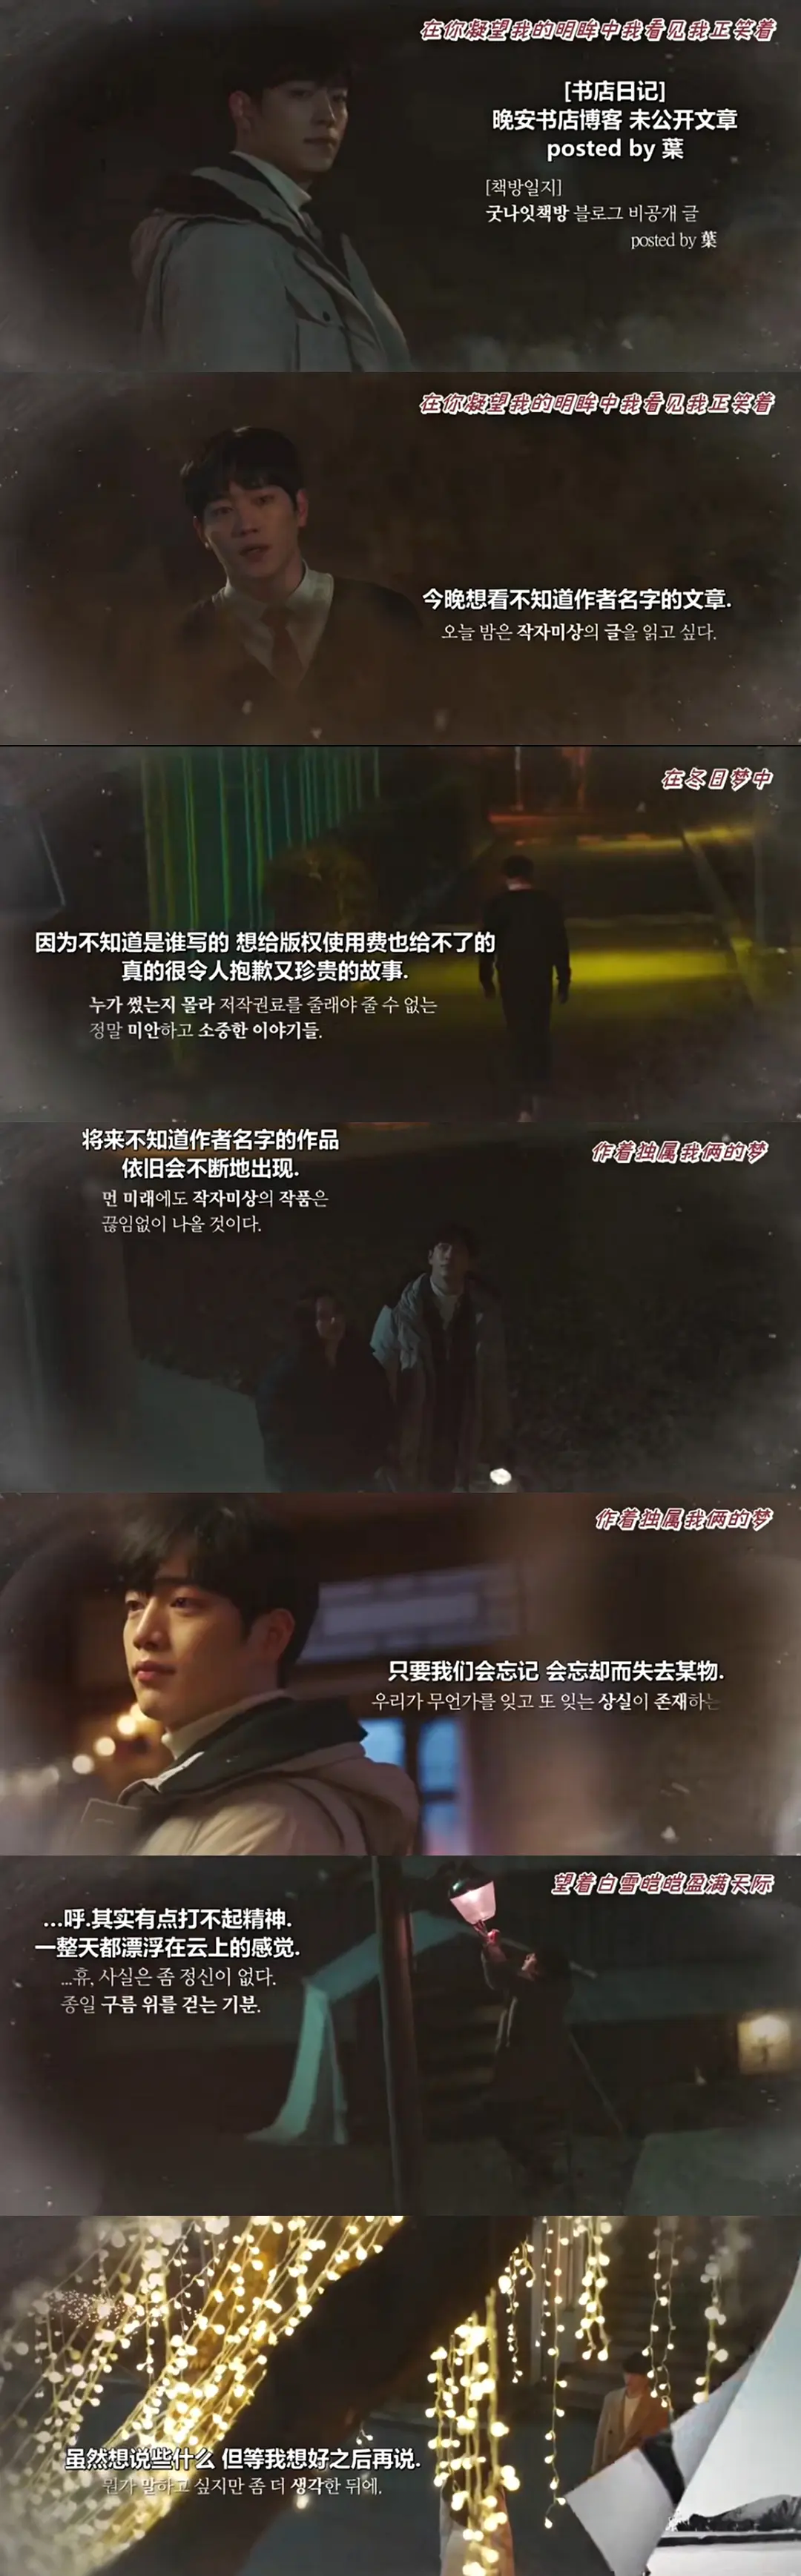 在你凝望我的明眸中我看见我正笑着
[书店日记]
晚安书店博客 未公开文章
posted by 葉
[책방일지]
굿나잇책방 블로그 비공개 글
posted by 葉
在你凝望我的明眸中我看见我正笑着
今晚想看不知道作者名字的文章.
오늘 밤은 작자미상의 글을 읽고 싶다.
在冬日梦中
因为不知道是谁写的 想给版权使用费也给不了的
真的很令人抱歉又珍贵的故事.
누가 썼는지 몰라 저작권료를 줄래야 줄 수 없는
정말 미안하고 소중한 이야기들.
将来不知道作者名字的作品
依旧会不断地出现.
作着独属我俩的梦
먼 미래에도 작자미상의 작품은
끊임없이 나올 것이다.
作着独属我俩的梦
只要我们会忘记 会忘却而失去某物.
우리가 무언가를 잊고 또 잊는 상실이 존재하는
望着白雪皑皑盈满天际
...呼.其实有点打不起精神.
一整天都漂浮在云上的感觉.
...휴, 사실은 좀 정신이 없다.
종일 구름 위를 걷는 기분.
虽然想说些什么 但等我想好之后再说.
뭔가 말하고 싶지만 좀 더 생각한 뒤에.